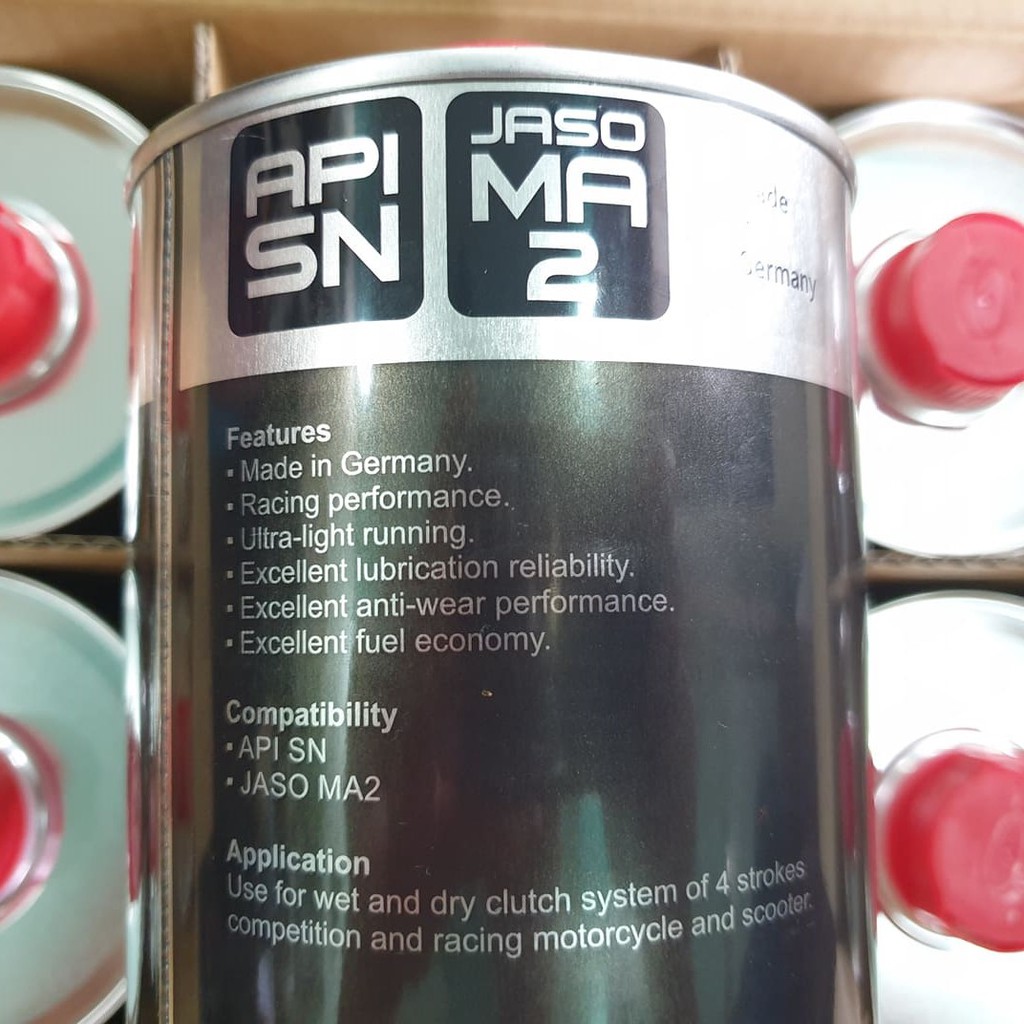 API
SN
JASO
MA
2
Germany
Features
▪ Made in Germany.
▪ Racing performance.
▪ Ultra-light running.
▪ Excellent lubrication reliability.
▪ Excellent anti-wear performance.
▪ Excellent fuel economy.
Compatibility
▪ API SN
▪ JASO MA2
Application
Use for wet and dry clutch system of 4 strokes
competition and racing motorcycle and scooter.